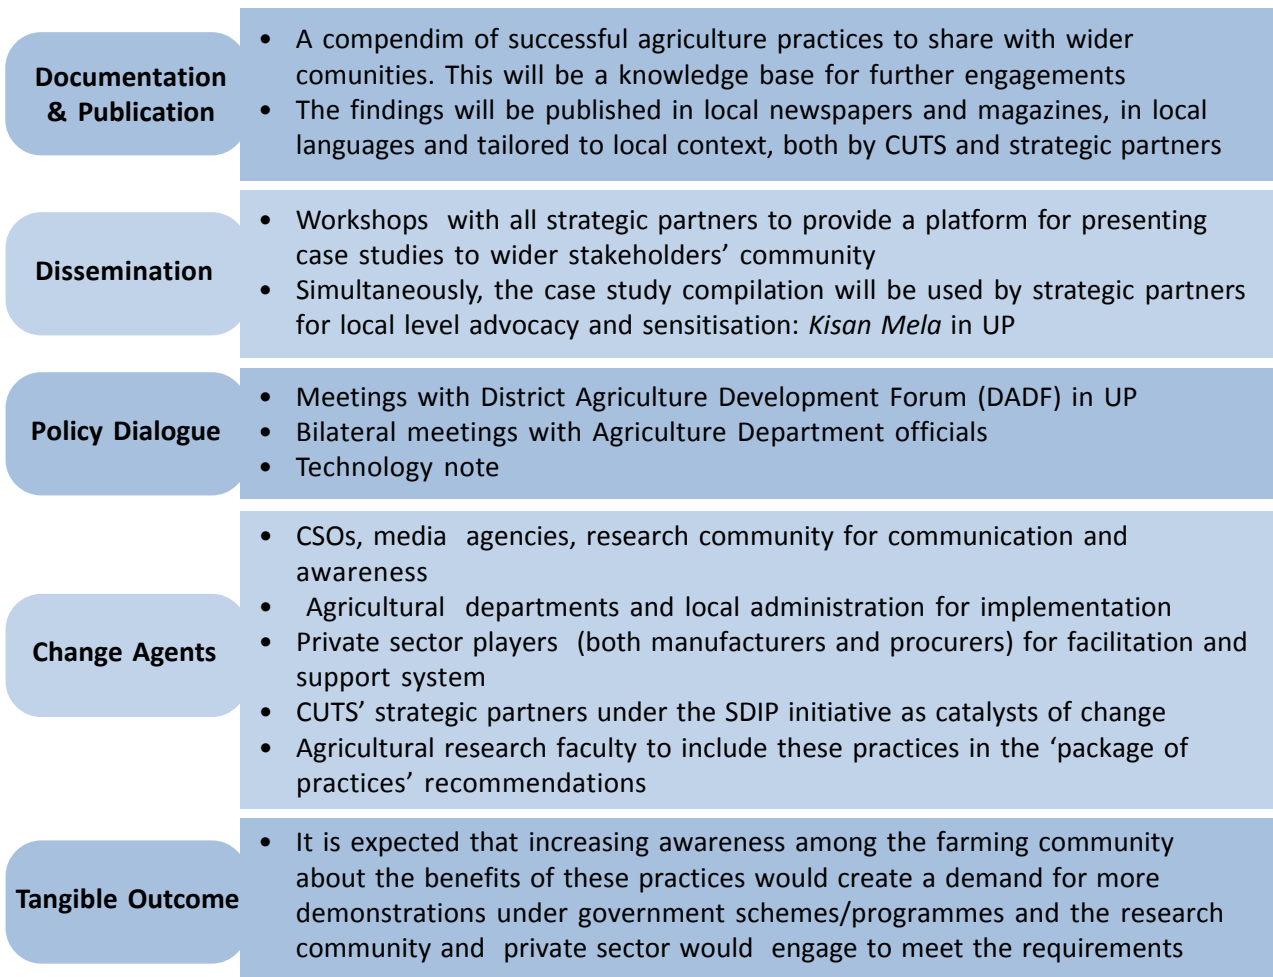 Documentation
& Publication
• A compendim of successful agriculture practices to share with wider
comunities. This will be a knowledge base for further engagements
• The findings will be published in local newspapers and magazines, in local
languages and tailored to local context, both by CUTS and strategic partners
Dissemination
• Workshops with all strategic partners to provide a platform for presenting
case studies to wider stakeholders’ community
• Simultaneously, the case study compilation will be used by strategic partners
for local level advocacy and sensitisation: Kisan Mela in UP
Policy Dialogue
• Meetings with District Agriculture Development Forum (DADF) in UP
• Bilateral meetings with Agriculture Department officials
• Technology note
Change Agents
• CSOs, media agencies, research community for communication and
awareness
• Agricultural departments and local administration for implementation
• Private sector players (both manufacturers and procurers) for facilitation and
support system
• CUTS’ strategic partners under the SDIP initiative as catalysts of change
• Agricultural research faculty to include these practices in the ‘package of
practices’ recommendations
Tangible Outcome
• It is expected that increasing awareness among the farming community
about the benefits of these practices would create a demand for more
demonstrations under government schemes/programmes and the research
community and private sector would engage to meet the requirements